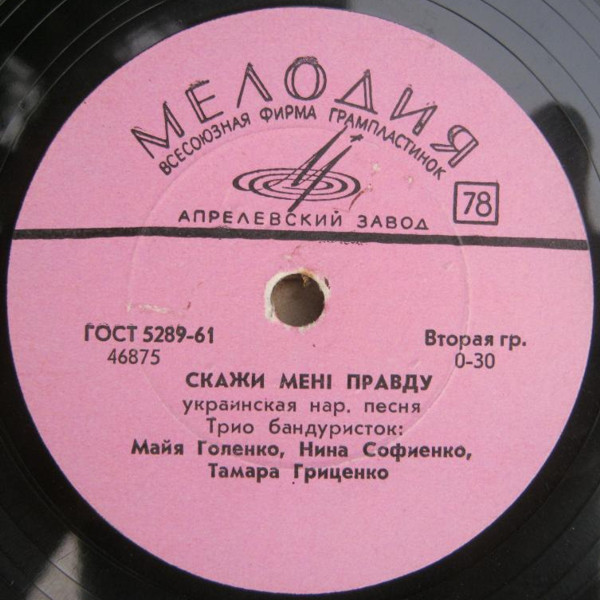 МЕЛОДИЯ
ВСЕСОЮЗНАЯ ФИРМА ГРАМПЛАСТИНОК
78
АПРЕЛЕВСКИЙ ЗАВОД
ГОСТ 5289-61
46875
Вторая гр.
0-30
СКАЖИ МЕНІ ПРАВДУ
украинская нар. песня
Трио бандуристок:
Майя Голенко, Нина Софиенко,
Тамара Гриценко